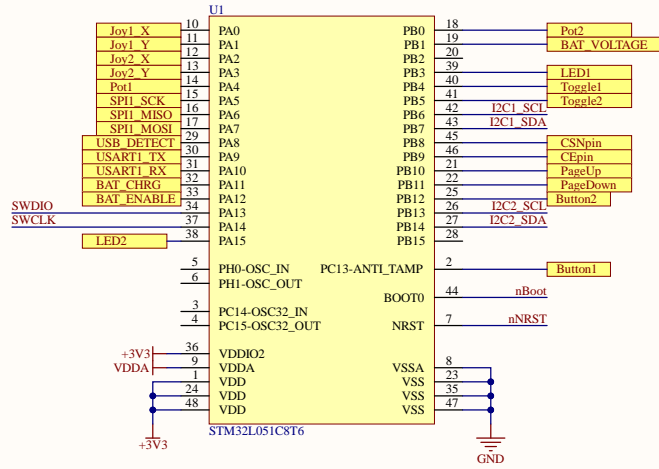 U1
Joy1_X 10 PA0 PB0 18 Pot2
Joy1_Y 11 PA1 PB1 19 BAT_VOLTAGE
Joy2_X 12 PA2 PB2 20
Joy2_Y 13 PA3 PB3 39 LED1
Pot1 14 PA4 PB4 40 Toggle1
SPI1_SCK 15 PA5 PB5 41 Toggle2
SPI1_MISO 16 PA6 PB6 42 I2C1_SCL
SPI1_MOSI 17 PA7 PB7 43 I2C1_SDA
USB_DETECT 29 PA8 PB8 45 CSNpin
USART1_TX 30 PA9 PB9 46 CEpin
USART1_RX 31 PA10 PB10 21 PageUp
BAT_CHRG 32 PA11 PB11 22 PageDown
BAT_ENABLE 33 PA12 PB12 25 Button2
SWDIO 34 PA13 PB13 26 I2C2_SCL
SWCLK 37 PA14 PB14 27 I2C2_SDA
LED2 38 PA15 PB15 28
5 PH0-OSC_IN PC13-ANTI_TAMP 2 Button1
6 PH1-OSC_OUT
BOOT0 44 nBoot
3 PC14-OSC32_IN
4 PC15-OSC32_OUT NRST 7 nNRST
+3V3 36 VDDIO2
VDDA 9 VDDA VSSA 8
1 VDD VSS 23
24 VDD VSS 35
48 VDD VSS 47
STM32L051C8T6
+3V3
GND